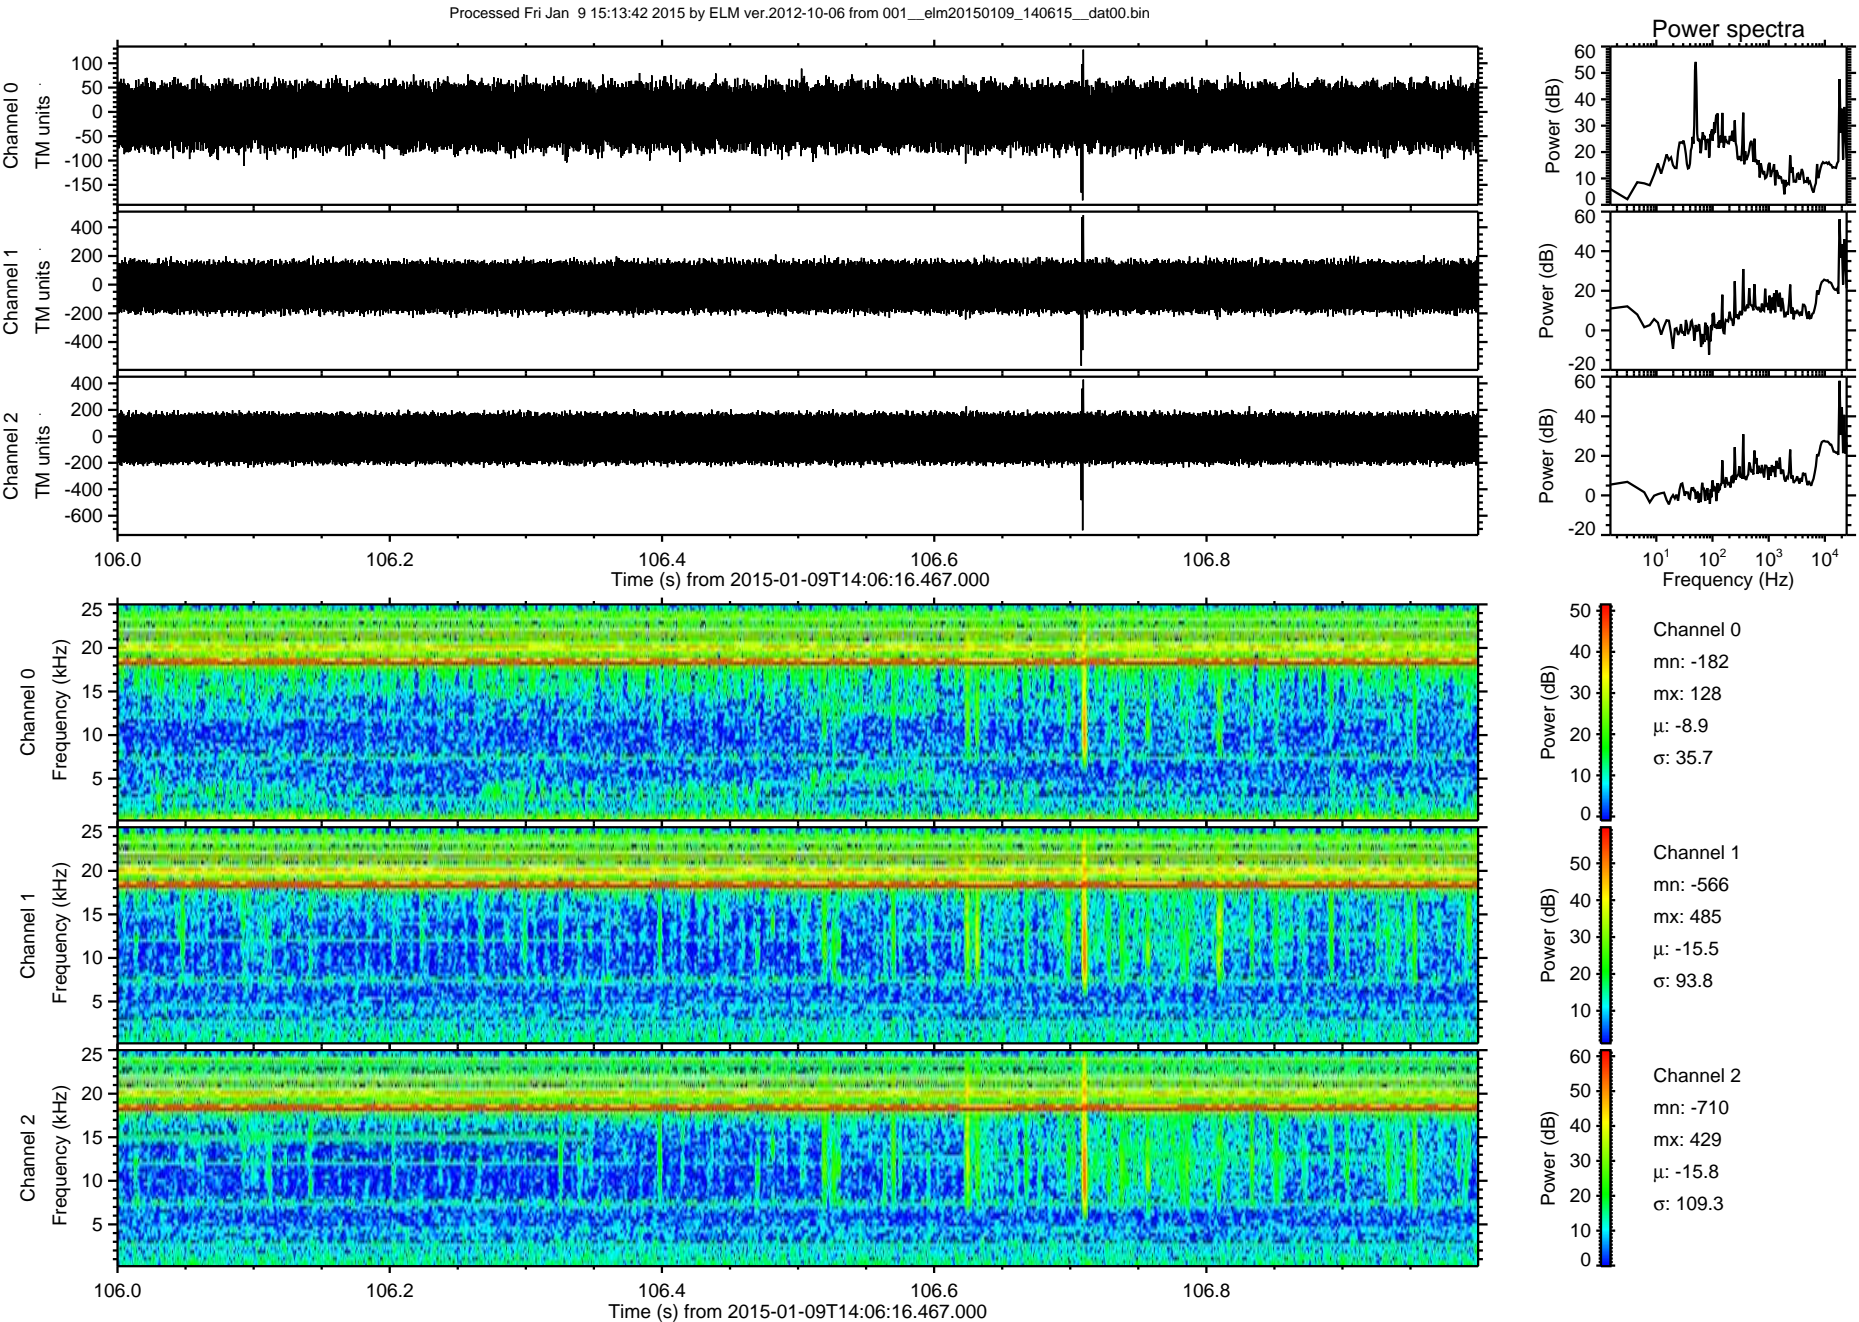 Processed Fri Jan  9 15:13:42 2015 by ELM ver.2012-10-06 from 001__elm20150109_140615__dat00.bin
Power spectra
Channel 0
TM units
100
50
0
-50
-100
-150
Power (dB)
60
50
40
30
20
10
0
Channel 1
TM units
400
200
0
-200
-400
Power (dB)
60
40
20
0
-20
Channel 2
TM units
400
200
0
-200
-400
-600
Power (dB)
60
40
20
0
-20
106.0 106.2 106.4 106.6 106.8
Time (s) from 2015-01-09T14:06:16.467.000
10¹ 10² 10³ 10⁴
Frequency (Hz)
Channel 0
Frequency (kHz)
25
20
15
10
5
Power (dB)
50
40
30
20
10
0
Channel 0
mn: -182
mx: 128
μ: -8.9
σ: 35.7
Channel 1
Frequency (kHz)
25
20
15
10
5
Power (dB)
50
40
30
20
10
Channel 1
mn: -566
mx: 485
μ: -15.5
σ: 93.8
Channel 2
Frequency (kHz)
25
20
15
10
5
Power (dB)
60
50
40
30
20
10
0
Channel 2
mn: -710
mx: 429
μ: -15.8
σ: 109.3
106.0 106.2 106.4 106.6 106.8
Time (s) from 2015-01-09T14:06:16.467.000